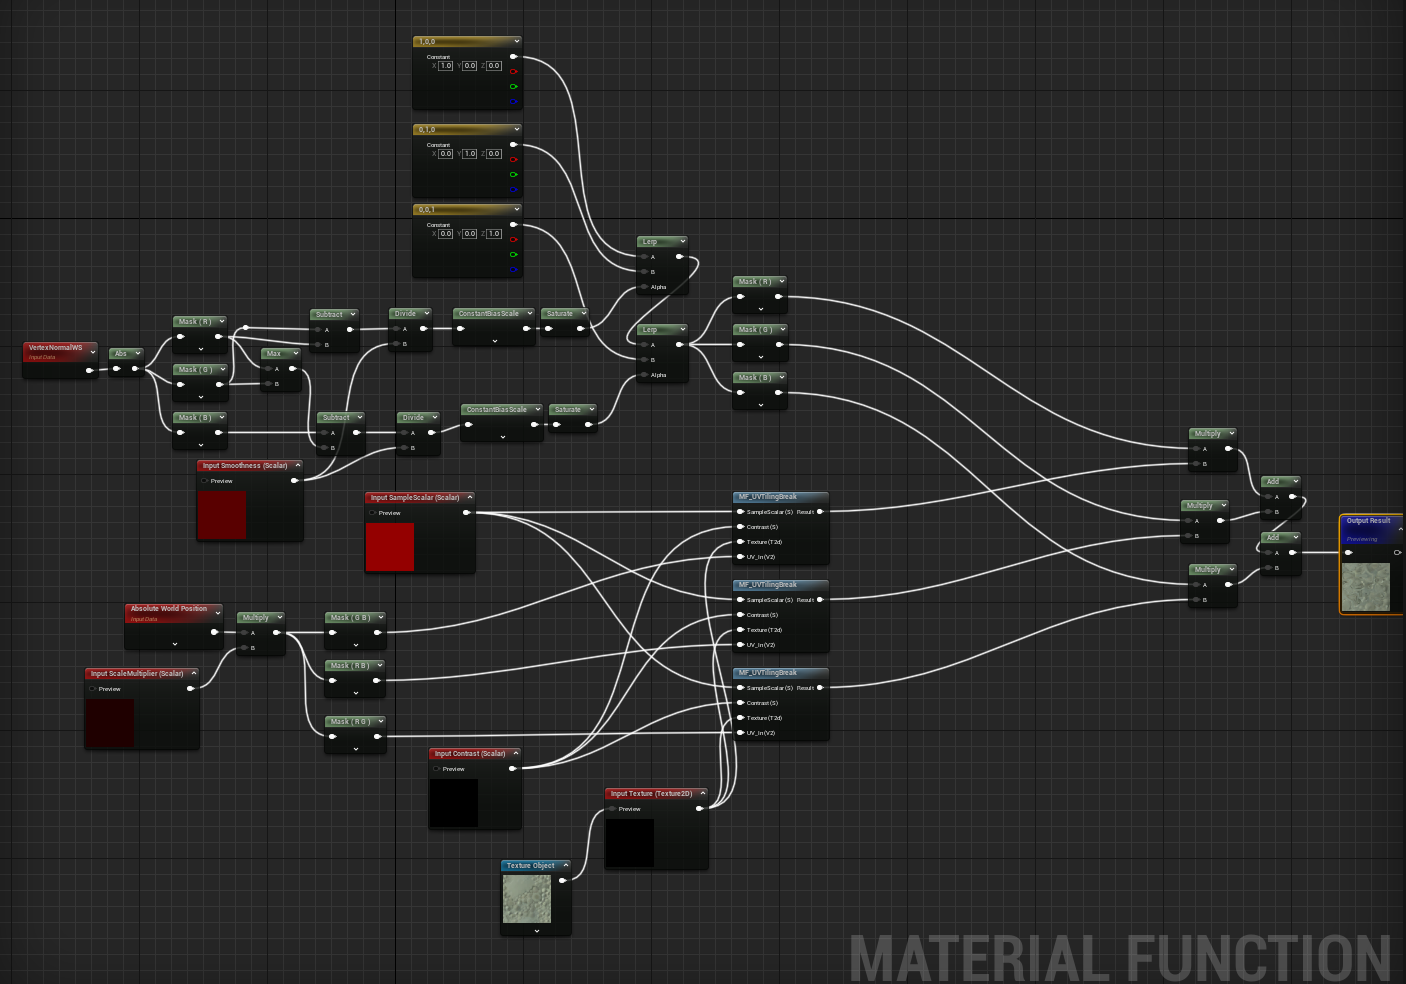 1,0,0
Constant
X 1.0 Y 0.0 Z 0.0
0,1,0
Constant
X 0.0 Y 1.0 Z 0.0
0,0,1
Constant
X 0.0 Y 0.0 Z 1.0
Lerp
A
B
Alpha
Mask ( R )
Mask ( R )
Subtract
A
B
Divide
A
B
ConstantBiasScale
Saturate
Lerp
A
B
Alpha
Mask ( G )
VertexNormalWS
Input Data
Abs
Max
A
B
Mask ( G )
Mask ( B )
Mask ( B )
Subtract
A
B
Divide
A
B
ConstantBiasScale
Saturate
Multiply
A
B
Input Smoothness (Scalar)
Preview
Input SampleScalar (Scalar)
Preview
MF_UVTilingBreak
SampleScalar (S) Result
Contrast (S)
Texture (T2d)
UV_In (V2)
Add
A
B
Multiply
A
B
Output Result
Previewing
Add
A
B
MF_UVTilingBreak
SampleScalar (S) Result
Contrast (S)
Texture (T2d)
UV_In (V2)
Multiply
A
B
Absolute World Position
Input Data
Multiply
A
B
Mask ( G B )
Mask ( R B )
Input ScaleMultiplier (Scalar)
Preview
MF_UVTilingBreak
SampleScalar (S) Result
Contrast (S)
Texture (T2d)
UV_In (V2)
Mask ( R G )
Input Contrast (Scalar)
Preview
Input Texture (Texture2D)
Preview
Texture Object
MATERIAL FUNCTION